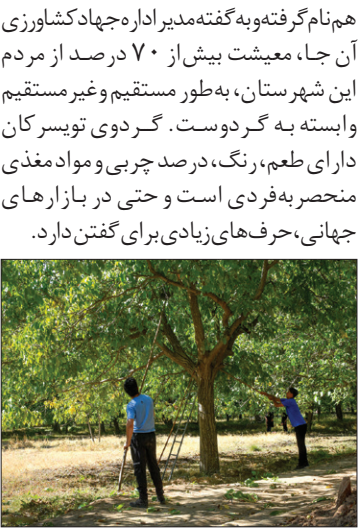 هم‌نام گرفته و به گفته مدیر اداره جهاد کشاورزی
آن جا، معیشت بیش از ۷۰ درصد از مردم
این شهرستان، به‌طور مستقیم وغیر مستقیم
وابسته به گردوست. گردوی تویسرکان
دارای طعم، رنگ، درصد چربی و مواد مغذی
منحصر به‌فردی است و حتی در بازارهای
جهانی، حرف‌های زیادی برای گفتن دارد.